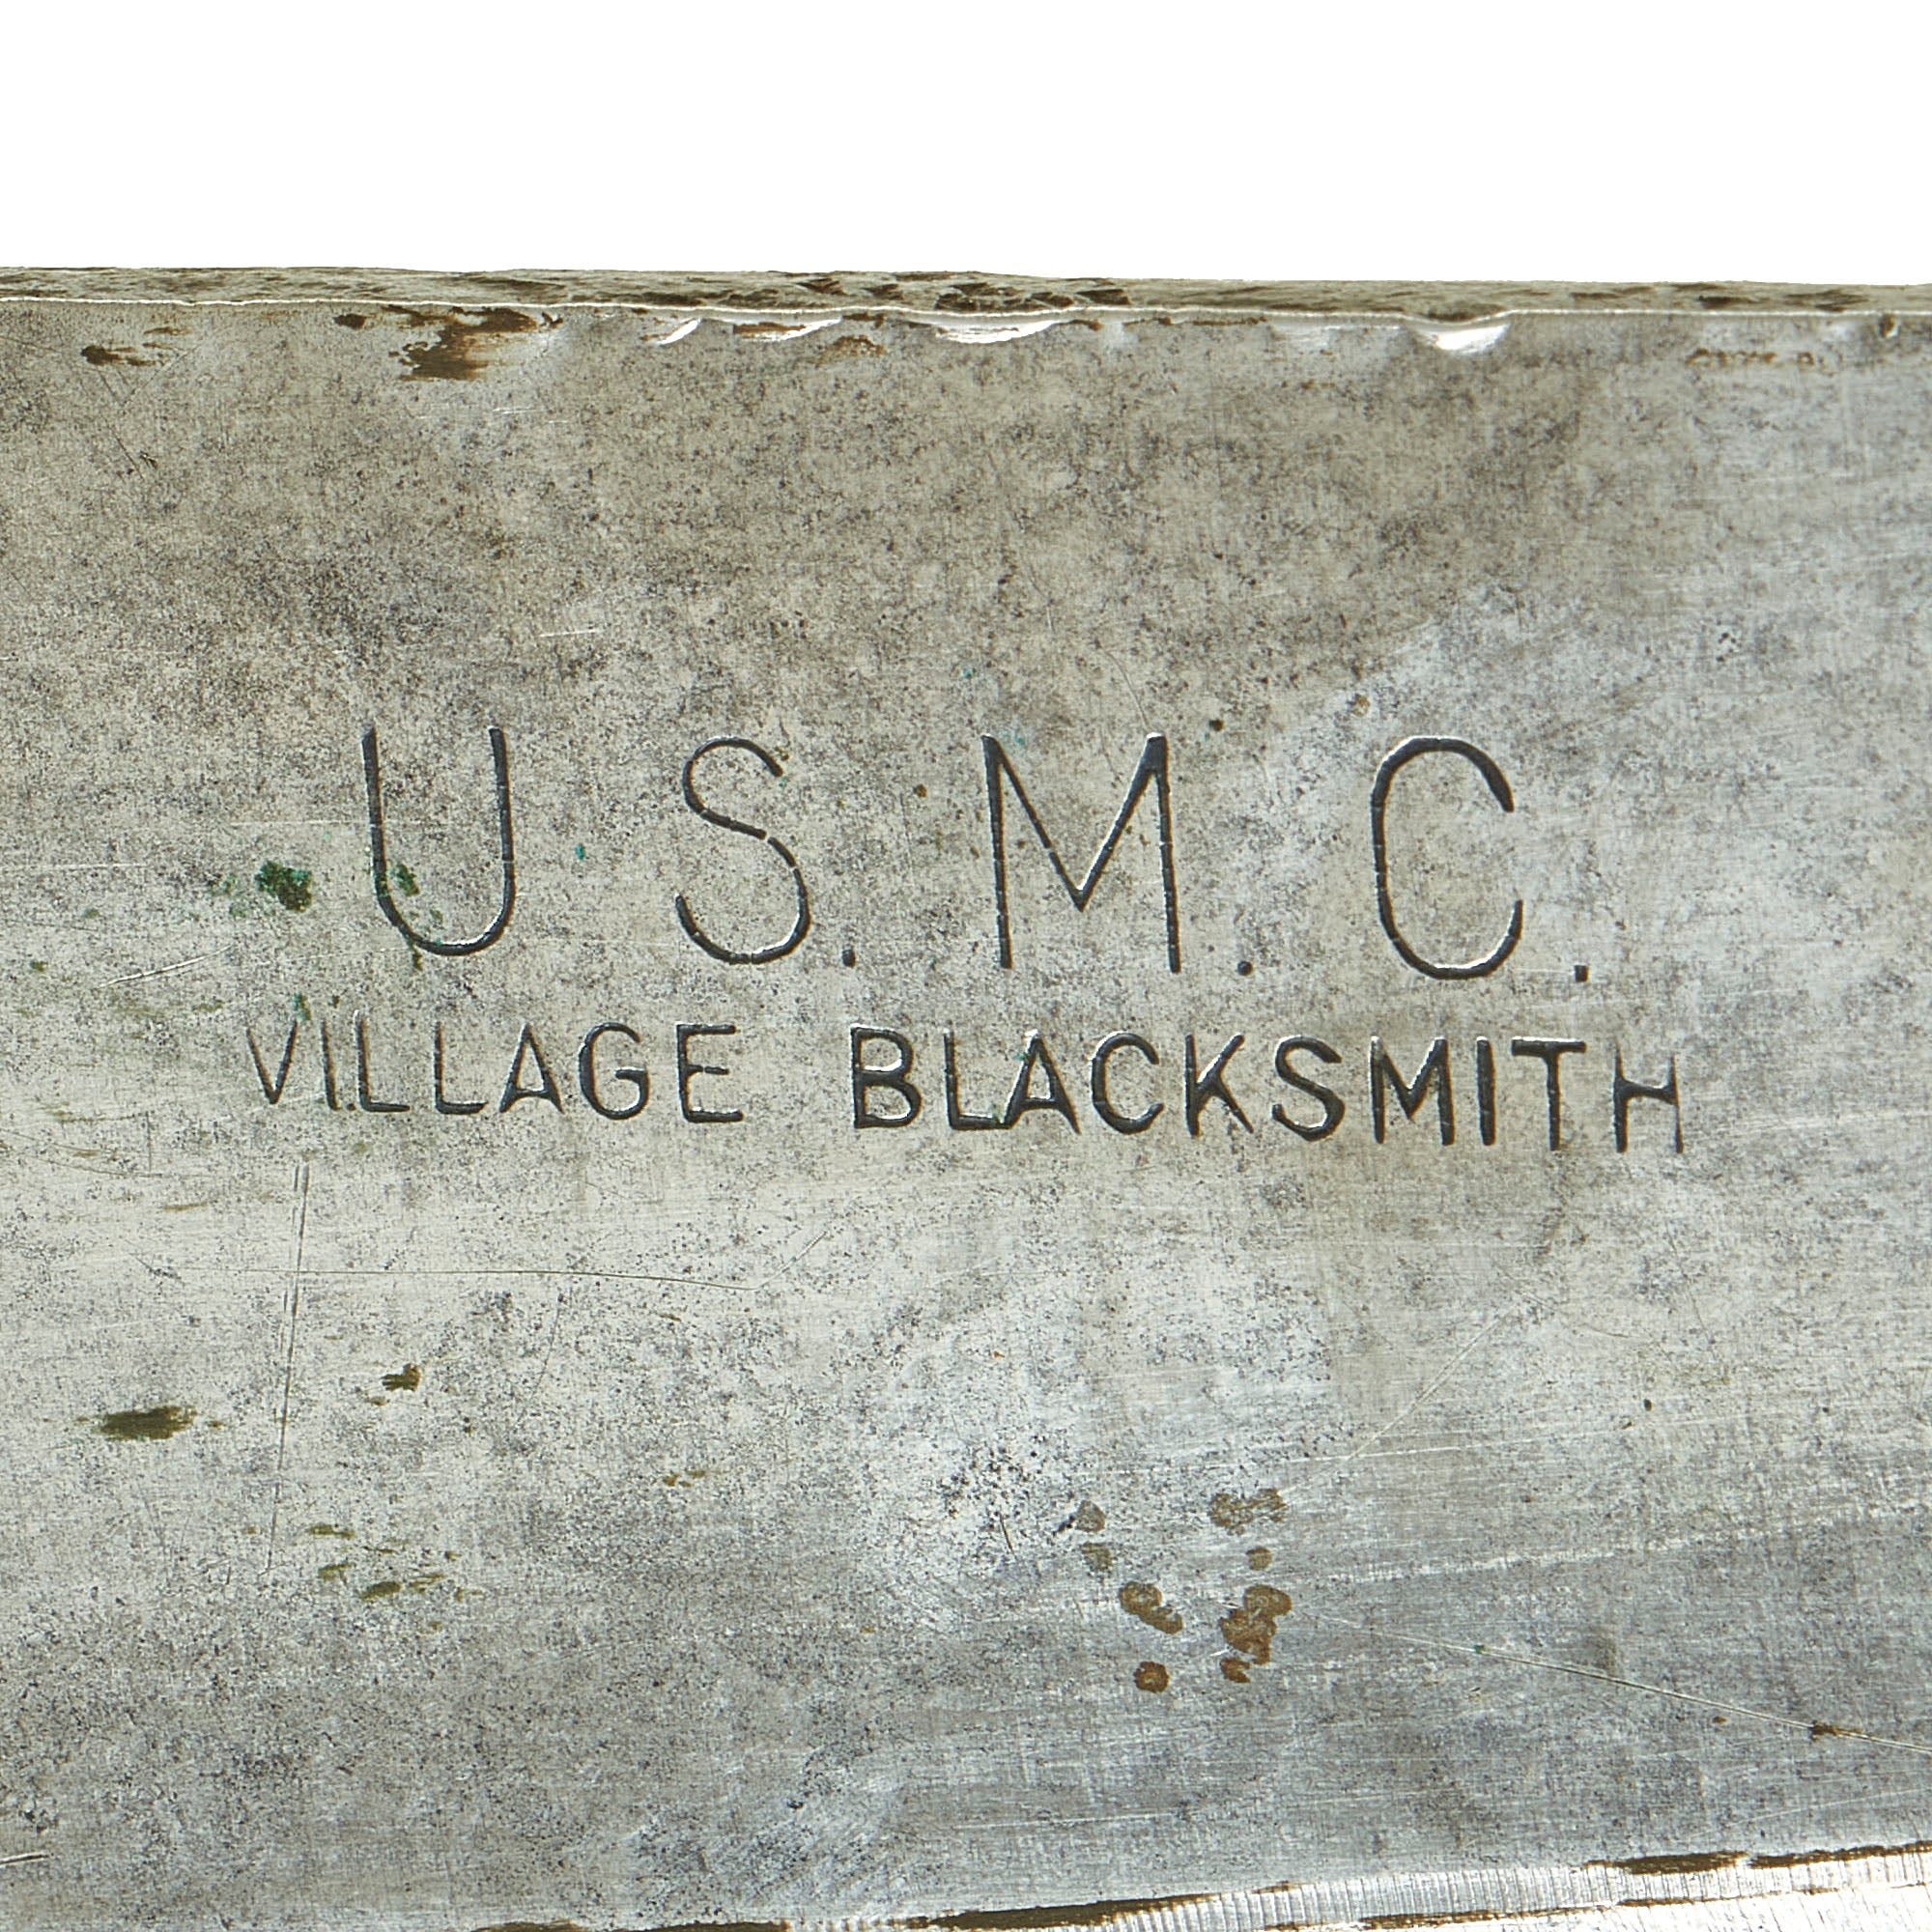 U S. M. C.
VILLAGE BLACKSMITH